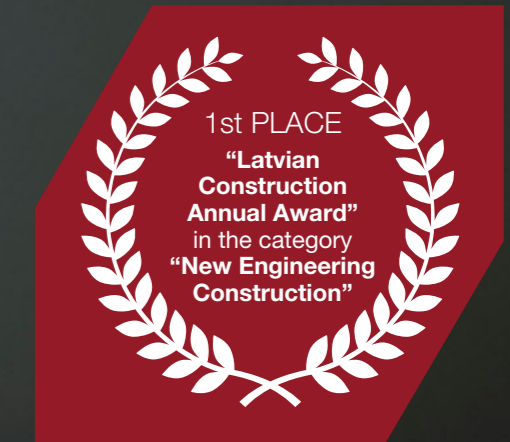 1st PLACE
“Latvian
Construction
Annual Award”
in the category
“New Engineering
Construction”